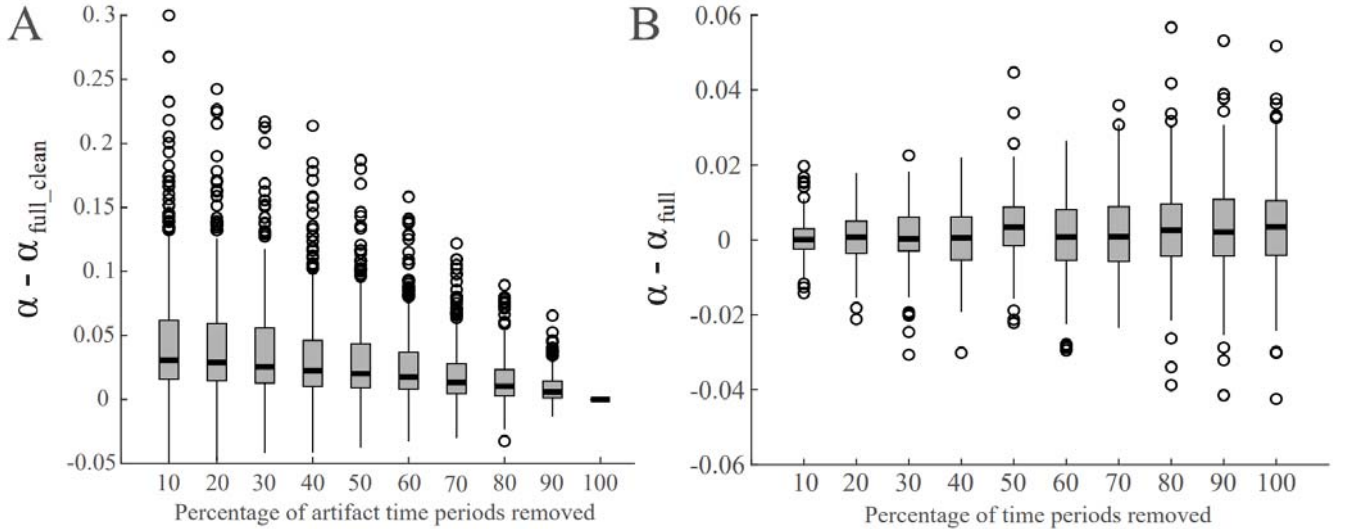 A
0.3
0.25
0.2
0.15
0.1
0.05
0
-0.05
α - α full_clean
10 20 30 40 50 60 70 80 90 100
Percentage of artifact time periods removed
B
0.06
0.04
0.02
0
-0.02
-0.04
-0.06
α - α full
10 20 30 40 50 60 70 80 90 100
Percentage of time periods removed